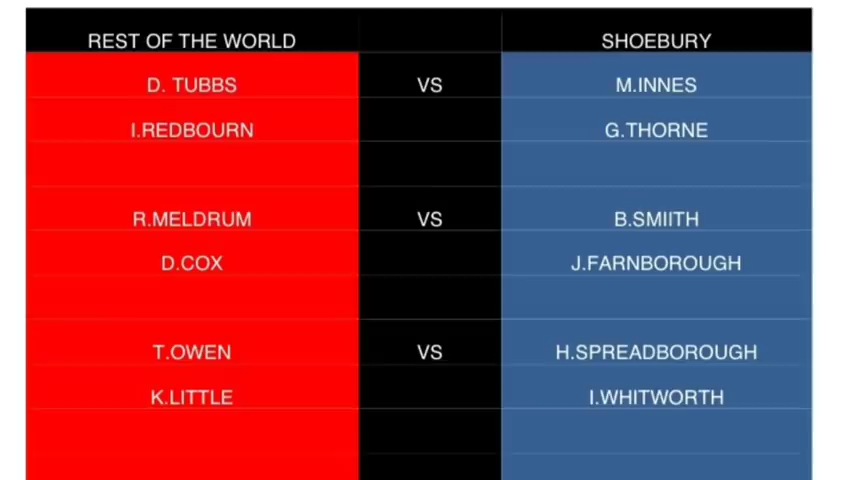 REST OF THE WORLD SHOEBURY
D. TUBBS VS M.INNES
I.REDBOURN G.THORNE
R.MELDRUM VS B.SMIITH
D.COX J.FARNBOROUGH
T.OWEN VS H.SPREADBOROUGH
K.LITTLE I.WHITWORTH